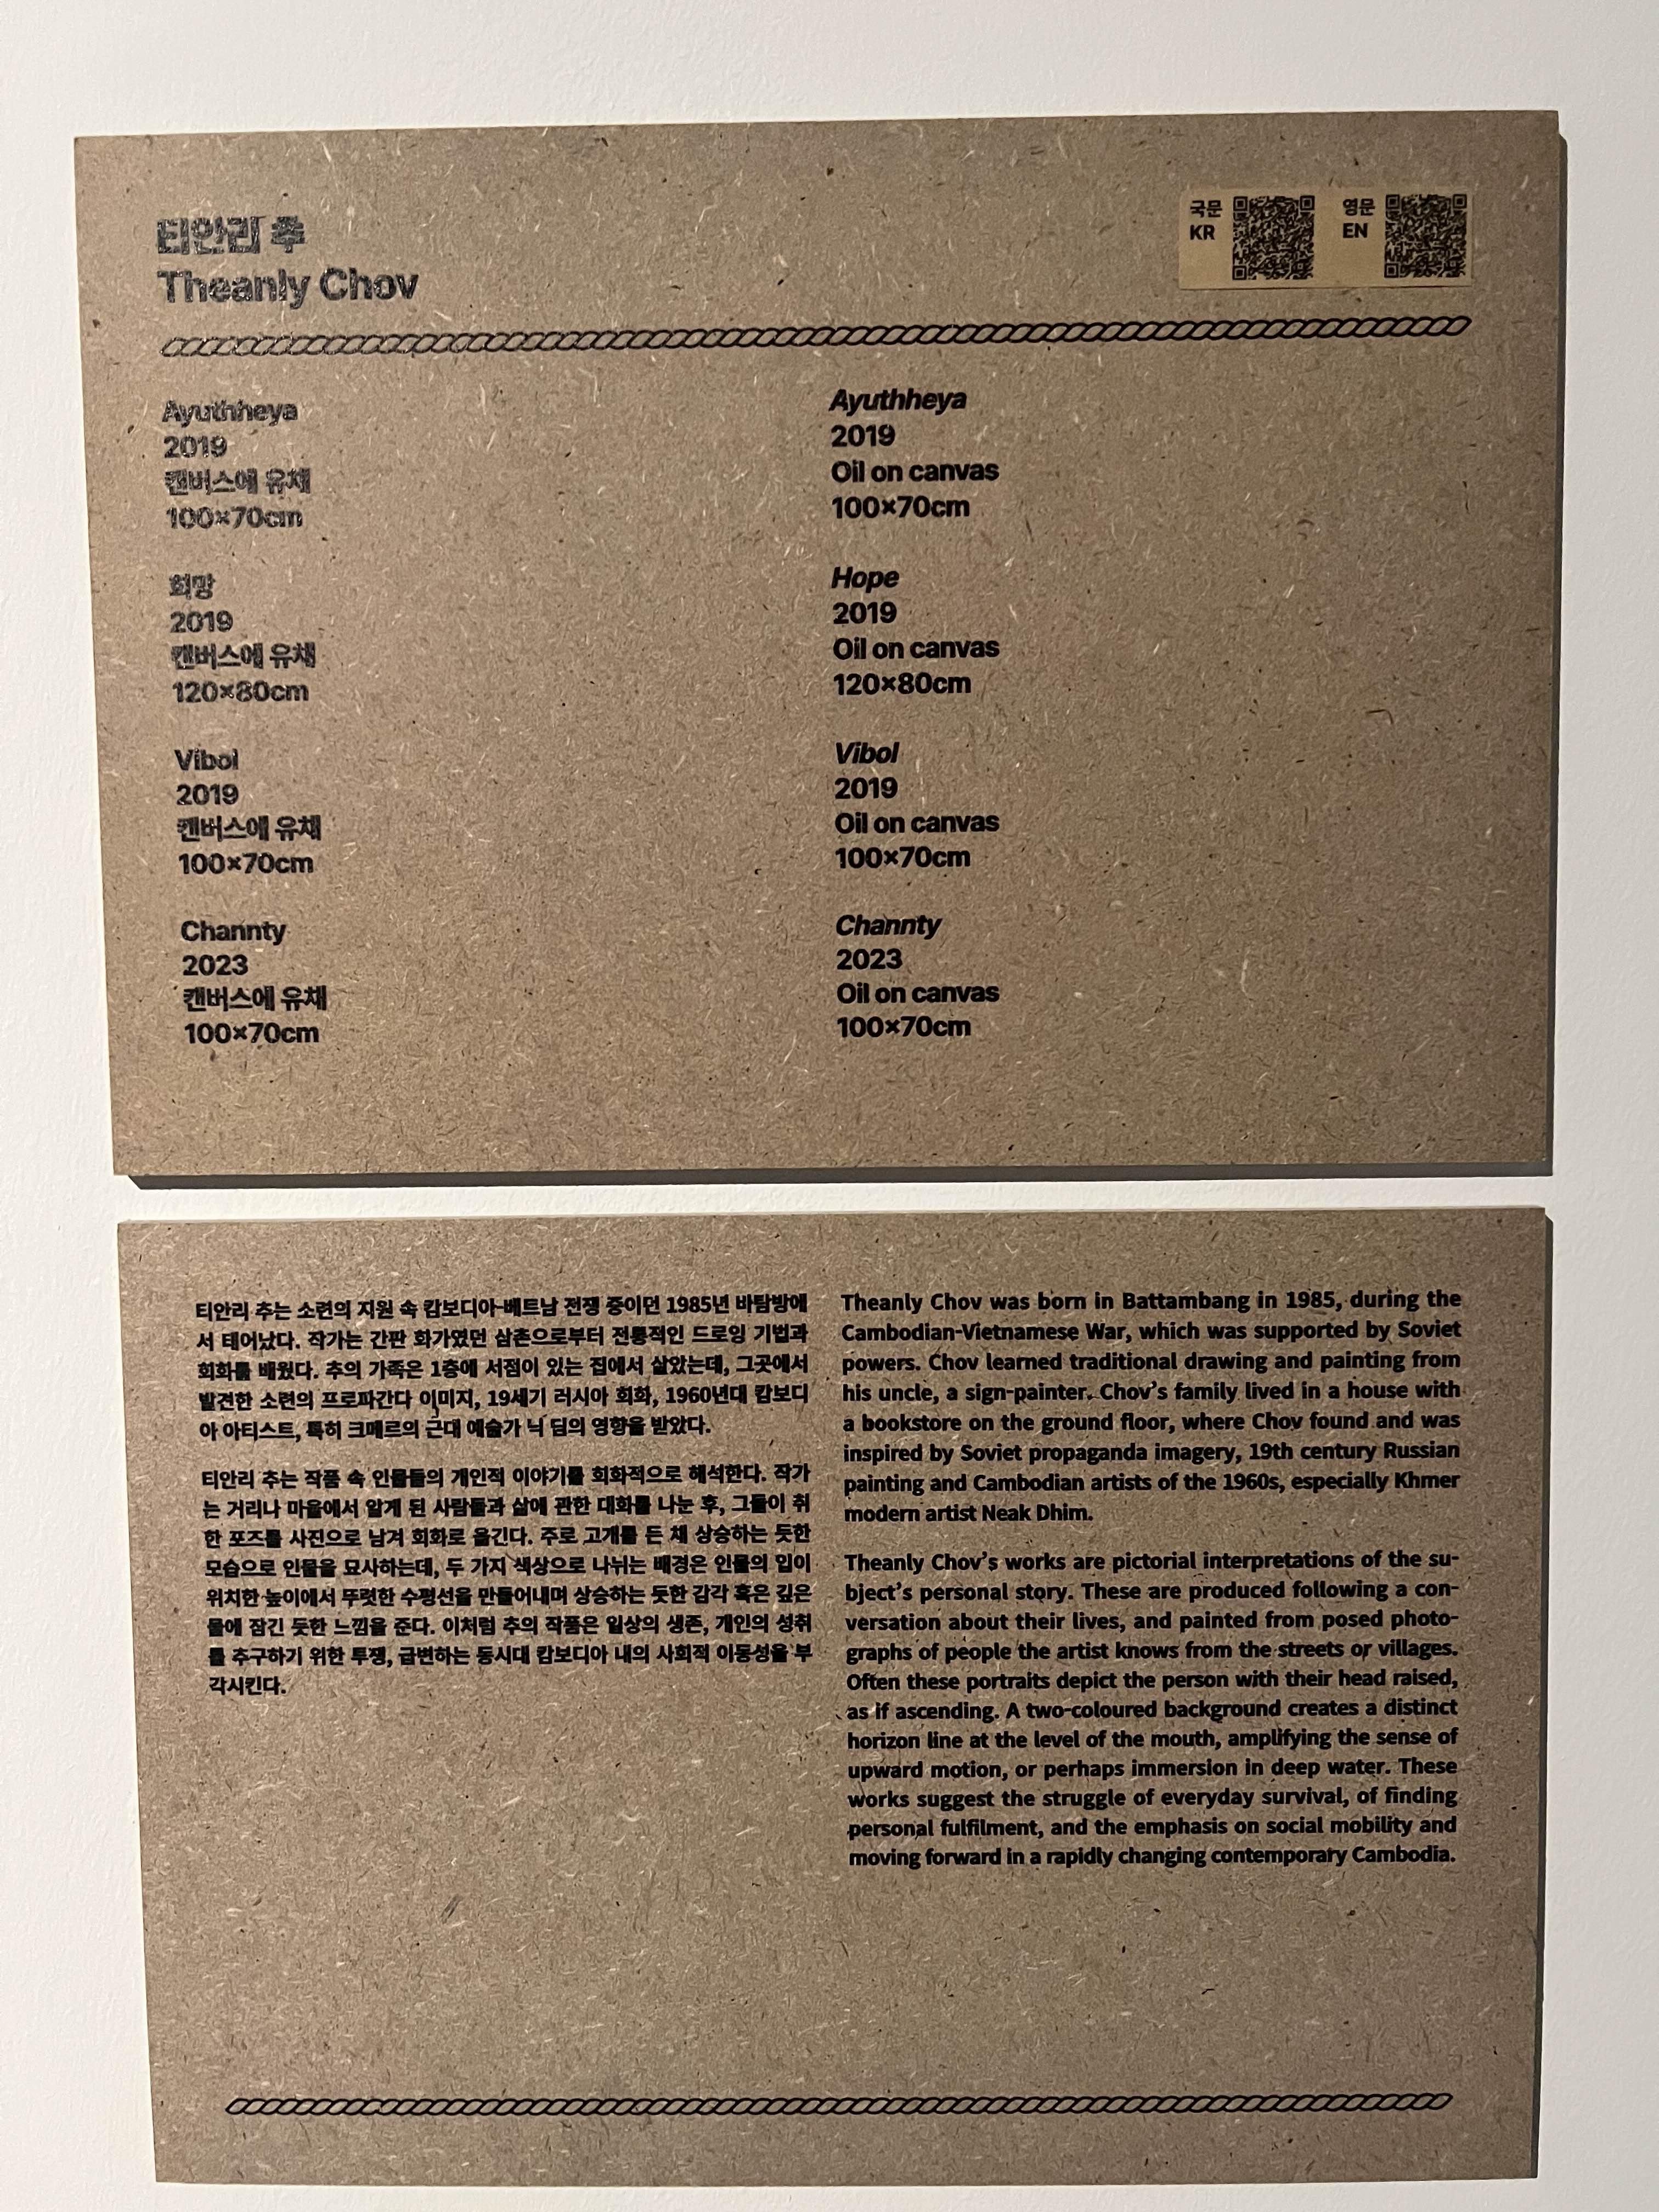 티안리 추
Theanly Chov
국문
KR
영문
EN
Ayuthheya
2019
캔버스에 유채
100×70cm
희망
2019
캔버스에 유채
120×80cm
Vibol
2019
캔버스에 유채
100×70cm
Channty
2023
캔버스에 유채
100×70cm
Ayuthheya
2019
Oil on canvas
100×70cm
Hope
2019
Oil on canvas
120×80cm
Vibol
2019
Oil on canvas
100×70cm
Channty
2023
Oil on canvas
100×70cm
티안리 추는 소련의 지원 속 캄보디아-베트남 전쟁 중이던 1985년 바탐방에
서 태어났다. 작가는 간판 화가였던 삼촌으로부터 전통적인 드로잉 기법과
회화를 배웠다. 추의 가족은 1층에 서점이 있는 집에서 살았는데, 그곳에서
발견한 소련의 프로파간다 이미지, 19세기 러시아 회화, 1960년대 캄보디
아 아티스트, 특히 크메르의 근대 예술가 닉 딤의 영향을 받았다.
티안리 추는 작품 속 인물들의 개인적 이야기를 회화적으로 해석한다. 작가
는 거리나 마을에서 알게 된 사람들과 삶에 관한 대화를 나눈 후, 그들이 취
한 포즈를 사진으로 남겨 회화로 옮긴다. 주로 고개를 든 채 상승하는 듯한
모습으로 인물을 묘사하는데, 두 가지 색상으로 나뉘는 배경은 인물의 입이
위치한 높이에서 뚜렷한 수평선을 만들어내며 상승하는 듯한 감각 혹은 깊은
물에 잠긴 듯한 느낌을 준다. 이처럼 추의 작품은 일상의 생존, 개인의 성취
를 추구하기 위한 투쟁, 급변하는 동시대 캄보디아 내의 사회적 이동성을 부
각시킨다.
Theanly Chov was born in Battambang in 1985, during the
Cambodian-Vietnamese War, which was supported by Soviet
powers. Chov learned traditional drawing and painting from
his uncle, a sign-painter. Chov's family lived in a house with
a bookstore on the ground floor, where Chov found and was
inspired by Soviet propaganda imagery, 19th century Russian
painting and Cambodian artists of the 1960s, especially Khmer
modern artist Neak Dhim.
Theanly Chov's works are pictorial interpretations of the su-
bject's personal story. These are produced following a con-
versation about their lives, and painted from posed photo-
graphs of people the artist knows from the streets or villages.
Often these portraits depict the person with their head raised,
as if ascending. A two-coloured background creates a distinct
horizon line at the level of the mouth, amplifying the sense of
upward motion, or perhaps immersion in deep water. These
works suggest the struggle of everyday survival, of finding
personal fulfilment, and the emphasis on social mobility and
moving forward in a rapidly changing contemporary Cambodia.